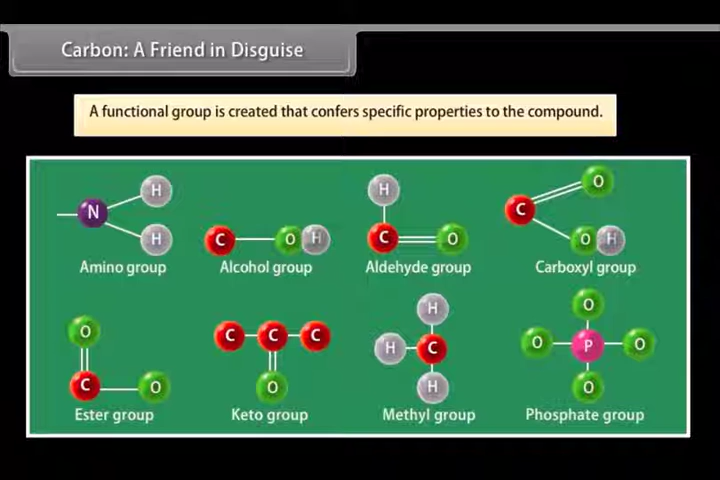 Carbon: A Friend in Disguise
A functional group is created that confers specific properties to the compound.
N H H
C O H
H C O
C O O H
Amino group
Alcohol group
Aldehyde group
Carboxyl group
O C O
C C C O
H H C H
O O P O O
Ester group
Keto group
Methyl group
Phosphate group